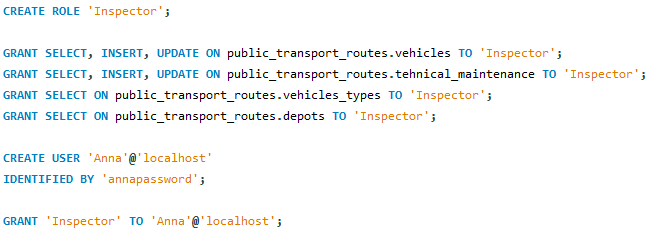 CREATE ROLE 'Inspector';
GRANT SELECT, INSERT, UPDATE ON public_transport_routes.vehicles TO 'Inspector';
GRANT SELECT, INSERT, UPDATE ON public_transport_routes.tehnical_maintenance TO 'Inspector';
GRANT SELECT ON public_transport_routes.vehicles_types TO 'Inspector';
GRANT SELECT ON public_transport_routes.depots TO 'Inspector';
CREATE USER 'Anna'@'localhost'
IDENTIFIED BY 'annapassword';
GRANT 'Inspector' TO 'Anna'@'localhost';